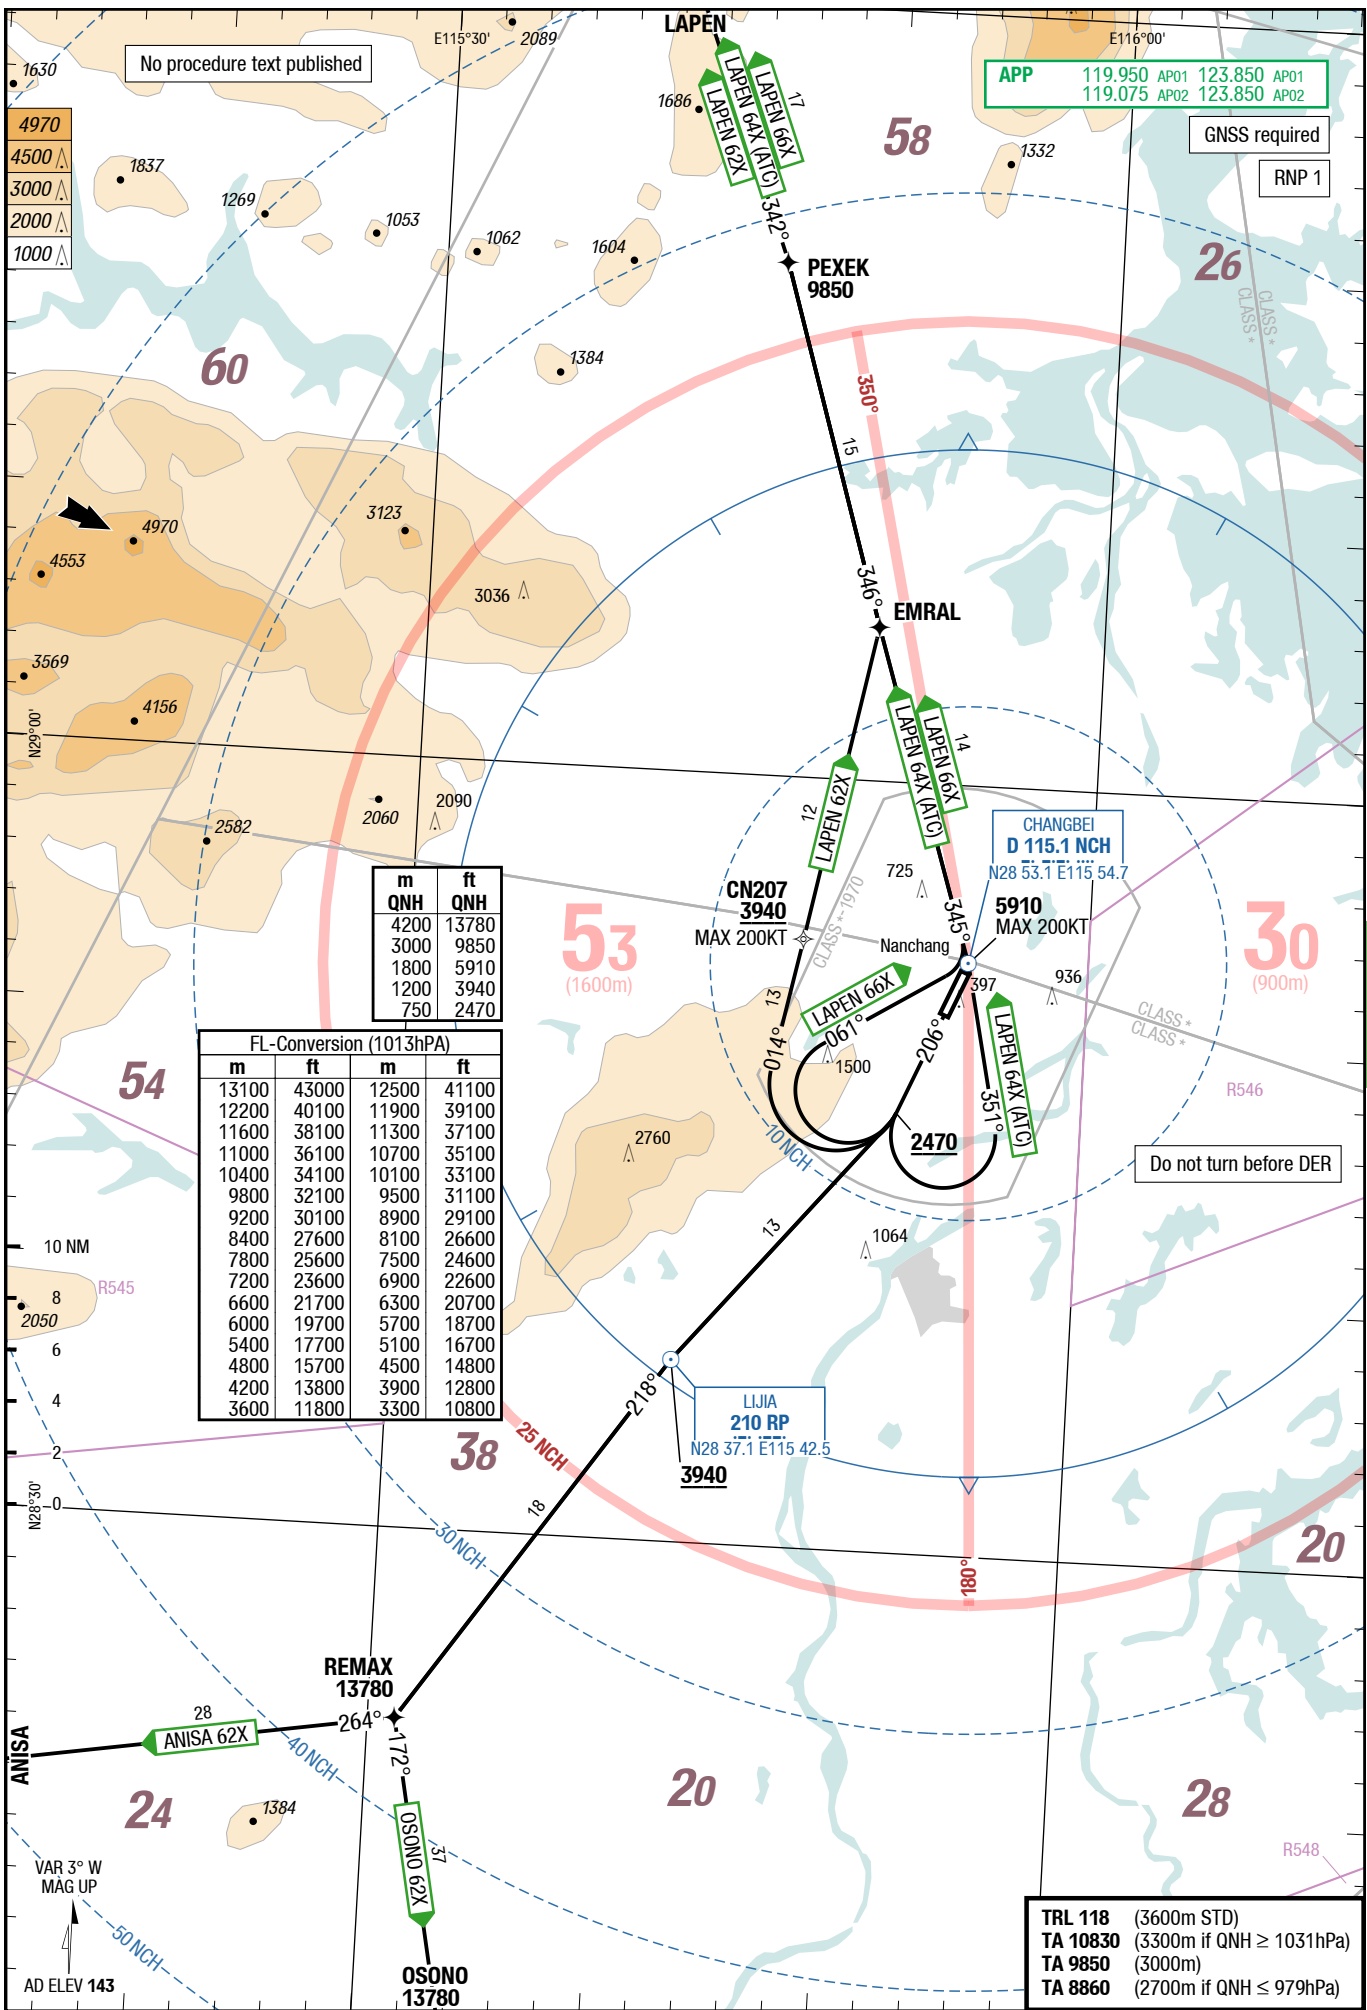 LAPEN
E115°30'
2089
E116°00'
No procedure text published
1630
APP 119.950 AP01 123.850 AP01
119.075 AP02 123.850 AP02
GNSS required
RNP 1
4970
4500
3000
2000
1000
1686
LAPEN 62X
LAPEN 64X (ATC)
LAPEN 66X
17
58
1332
1837
1269
1053
1062
1604
342°
PEXEK
9850
26
CLASS *
CLASS *
60
1384
350°
15
4970
3123
4553
3036
346°
EMRAL
3569
4156
N29°00'
LAPEN 64X (ATC)
LAPEN 66X
14
2060
2090
2582
12
LAPEN 62X
CHANGBEI
D 115.1 NCH
N28 53.1 E115 54.7
725
CN207
3940
MAX 200KT
CLASS *-1970
345°
5910
MAX 200KT
Nanchang
53
(1600m)
30
(900m)
m ft
QNH QNH
4200 13780
3000 9850
1800 5910
1200 3940
750 2470
13
LAPEN 66X
397
936
CLASS *
CLASS *
014°
061°
206°
1500
351°
LAPEN 64X (ATC)
R546
54
FL-Conversion (1013hPA)
m ft m ft
13100 43000 12500 41100
12200 40100 11900 39100
11600 38100 11300 37100
11000 36100 10700 35100
10400 34100 10100 33100
9800 32100 9500 31100
9200 30100 8900 29100
8400 27600 8100 26600
7800 25600 7500 24600
7200 23600 6900 22600
6600 21700 6300 20700
6000 19700 5700 18700
5400 17700 5100 16700
4800 15700 4500 14800
4200 13800 3900 12800
3600 11800 3300 10800
2760
10 NCH
2470
Do not turn before DER
13
1064
10 NM
8
6
4
2
0
R545
2050
218°
LIJIA
210 RP
N28 37.1 E115 42.5
3940
38
25 NCH
18
N28°30'
30 NCH
20
180°
REMAX
13780
28
264°
ANISA 62X
ANISA
172°
40 NCH
24
1384
OSONO 62X
37
20
28
R548
VAR 3° W
MAG UP
50 NCH
AD ELEV 143
OSONO
13780
TRL 118 (3600m STD)
TA 10830 (3300m if QNH ≥ 1031hPa)
TA 9850 (3000m)
TA 8860 (2700m if QNH ≤ 979hPa)